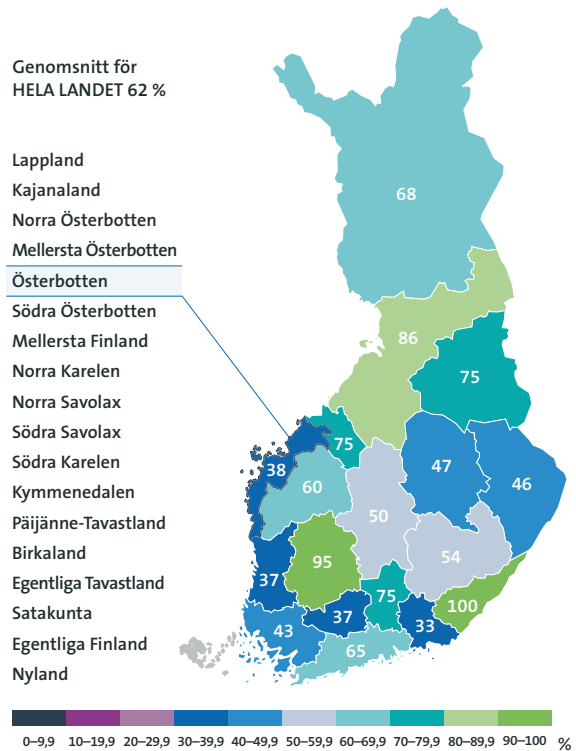 Genomsnitt för
HELA LANDET 62 %
Lappland
Kajanaland
Norra Österbotten
Mellersta Österbotten
Österbotten
Södra Österbotten
Mellersta Finland
Norra Karelen
Norra Savolax
Södra Savolax
Södra Karelen
Kymmenedalen
Päijänne-Tavastland
Birkaland
Egentliga Tavastland
Satakunta
Egentliga Finland
Nyland
68
86
75
75
38
60
47
46
50
54
95
37
75
37
100
33
43
65
0–9,9 10–19,9 20–29,9 30–39,9 40–49,9 50–59,9 60–69,9 70–79,9 80–89,9 90–100 %